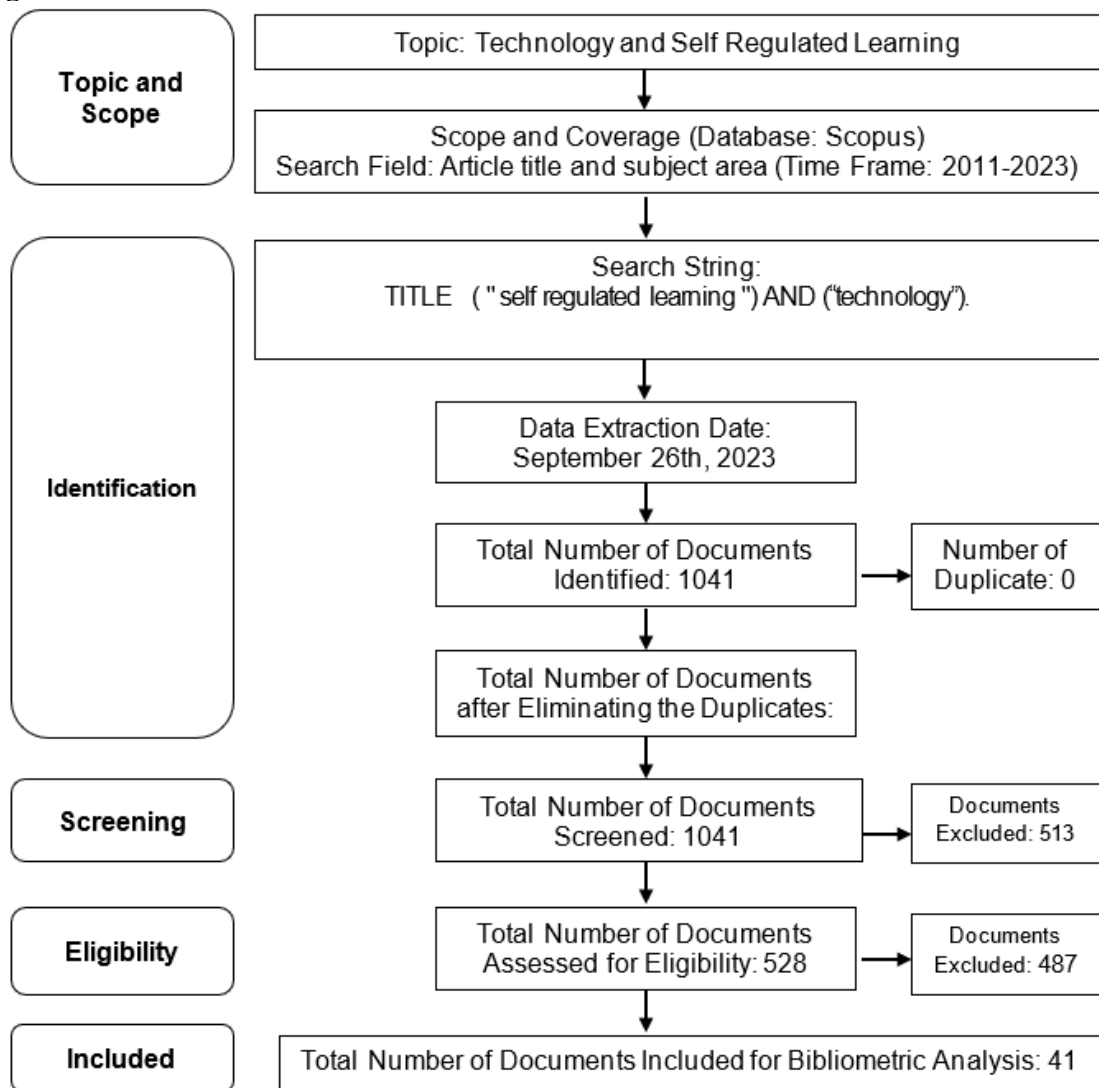 Topic: Technology and Self Regulated Learning
Topic and
Scope
Scope and Coverage (Database: Scopus)
Search Field: Article title and subject area (Time Frame: 2011-2023)
Search String:
TITLE ( " self regulated learning ") AND (“technology”).
Identification
Data Extraction Date:
September 26th, 2023
Total Number of Documents
Identified: 1041
Number of
Duplicate: 0
Total Number of Documents
after Eliminating the Duplicates:
Screening
Total Number of Documents
Screened: 1041
Documents
Excluded: 513
Eligibility
Total Number of Documents
Assessed for Eligibility: 528
Documents
Excluded: 487
Included
Total Number of Documents Included for Bibliometric Analysis: 41